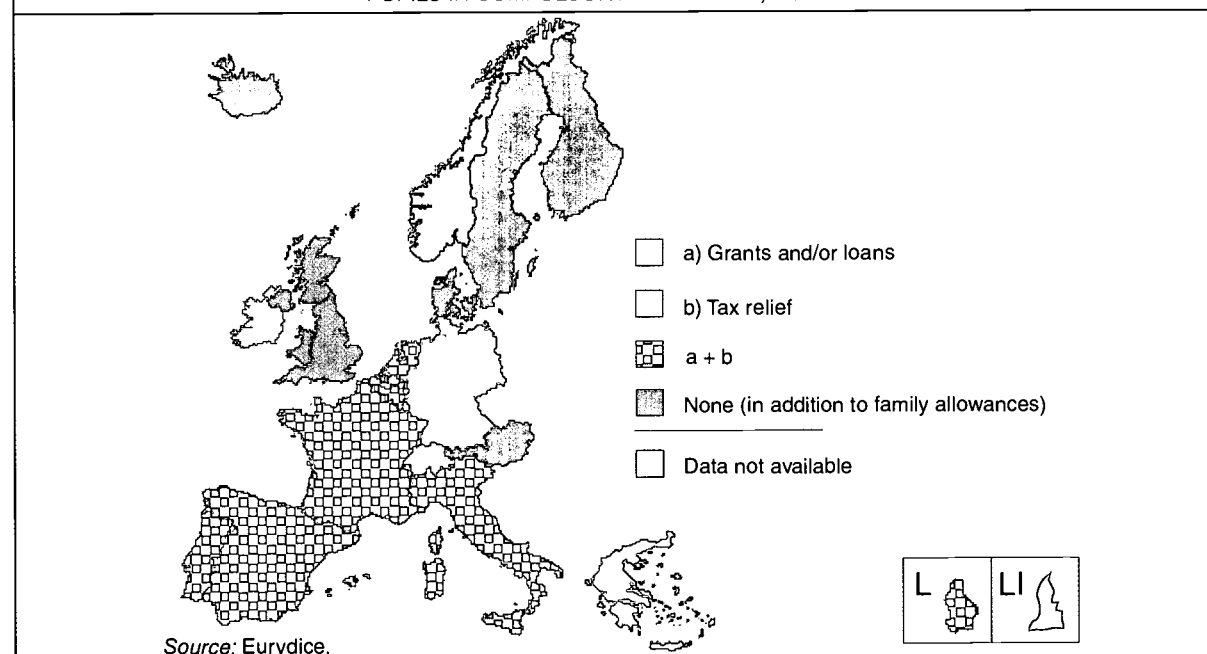 a) Grants and/or loans
b) Tax relief
a + b
None (in addition to family allowances)
Data not available
L LI
Source: Eurydice.